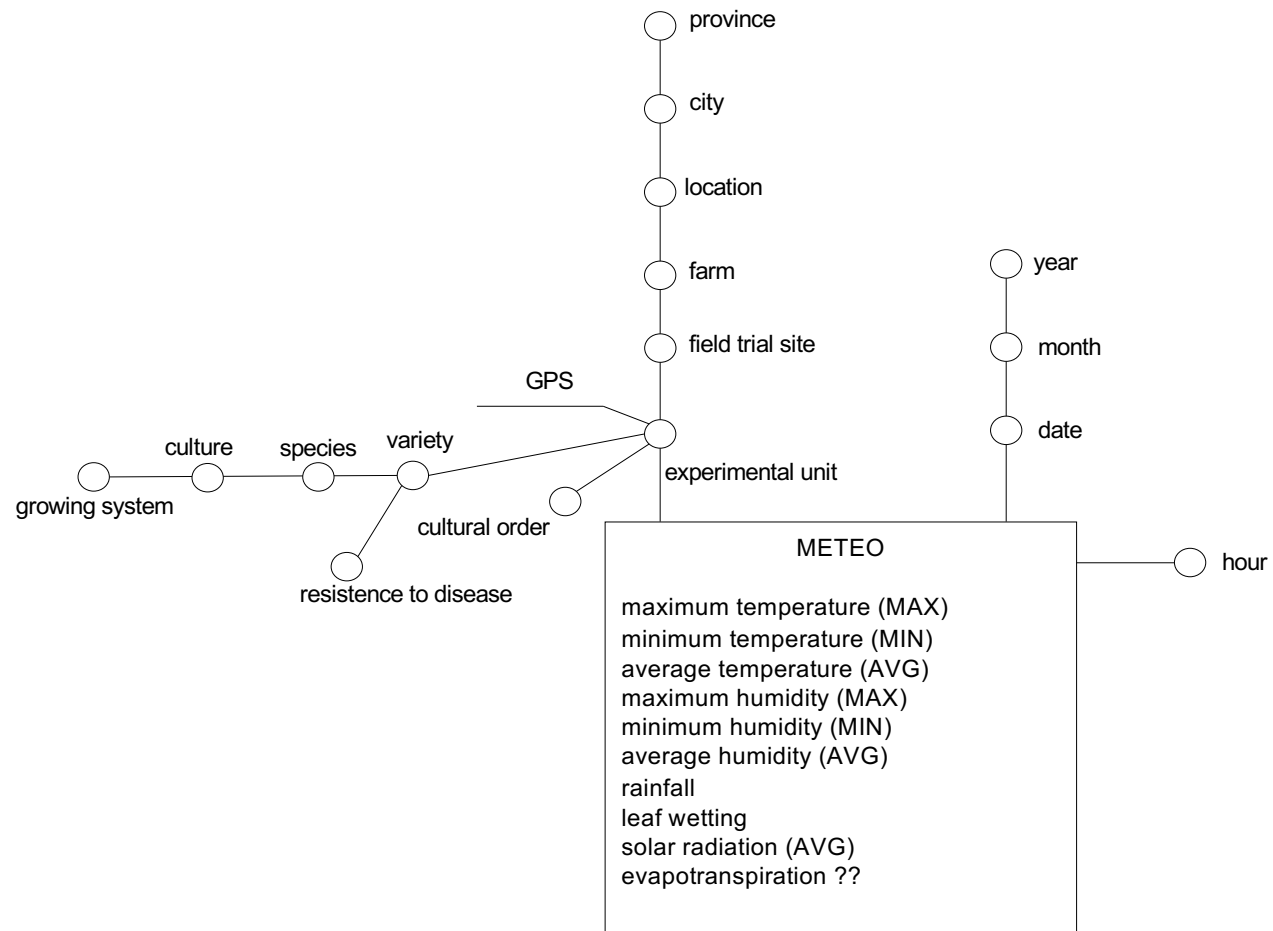 province
city
location
farm
year
field trial site
month
GPS
date
culture
species
variety
experimental unit
growing system
cultural order
resistence to disease
METEO
hour
maximum temperature (MAX)
minimum temperature (MIN)
average temperature (AVG)
maximum humidity (MAX)
minimum humidity (MIN)
average humidity (AVG)
rainfall
leaf wetting
solar radiation (AVG)
evapotranspiration ??